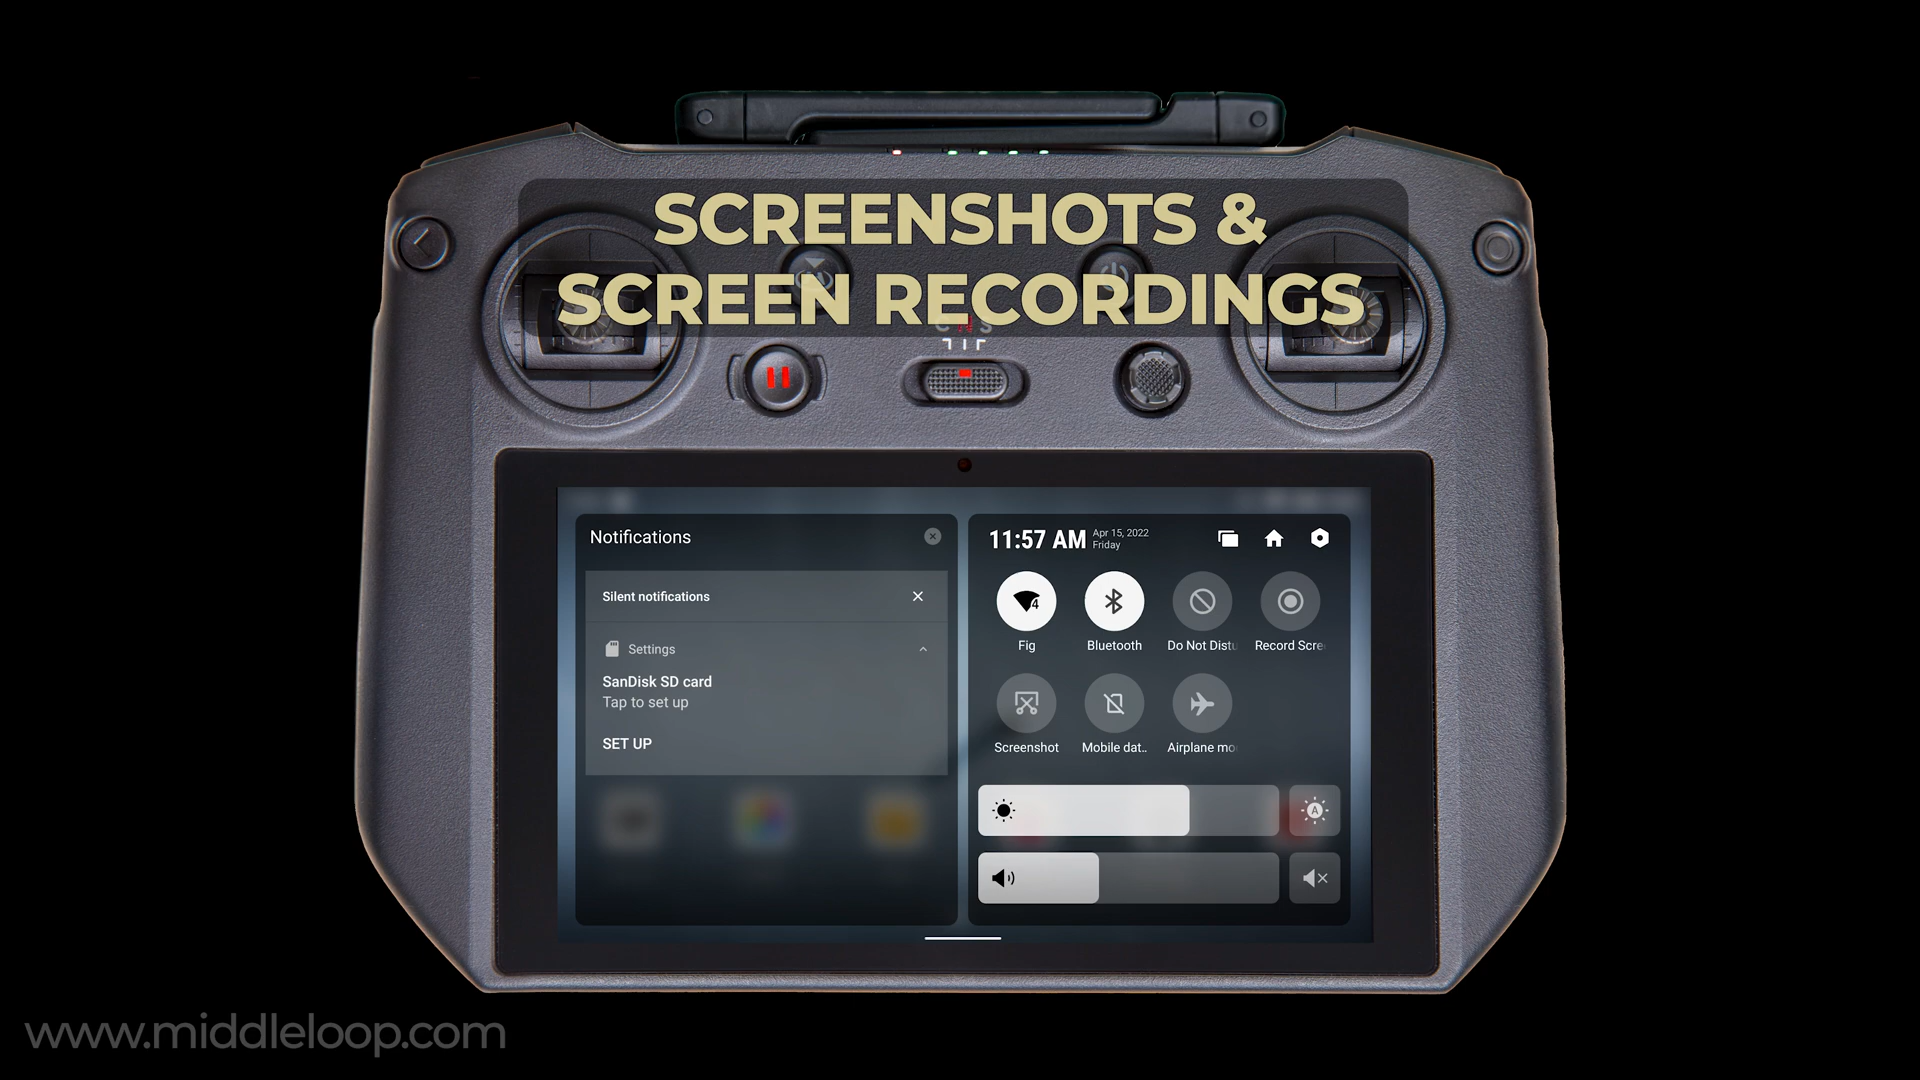 SCREENSHOTS &
SCREEN RECORDINGS
C N S
Notifications
Silent notifications
Settings
SanDisk SD card
Tap to set up
SET UP
11:57 AM
Apr 15, 2022
Friday
4
Fig
Bluetooth
Do Not Distu
Record Scre
Screenshot
Mobile dat..
Airplane mo
A
www.middleloop.com